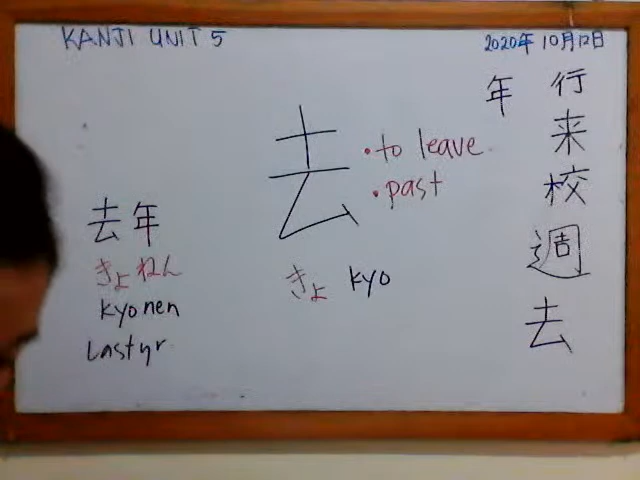 KANJI UNIT 5
2020年 10月12日
去
• to leave
• past
きょ kyo
去年
きょねん
kyonen
Last yr
行来校週去
年